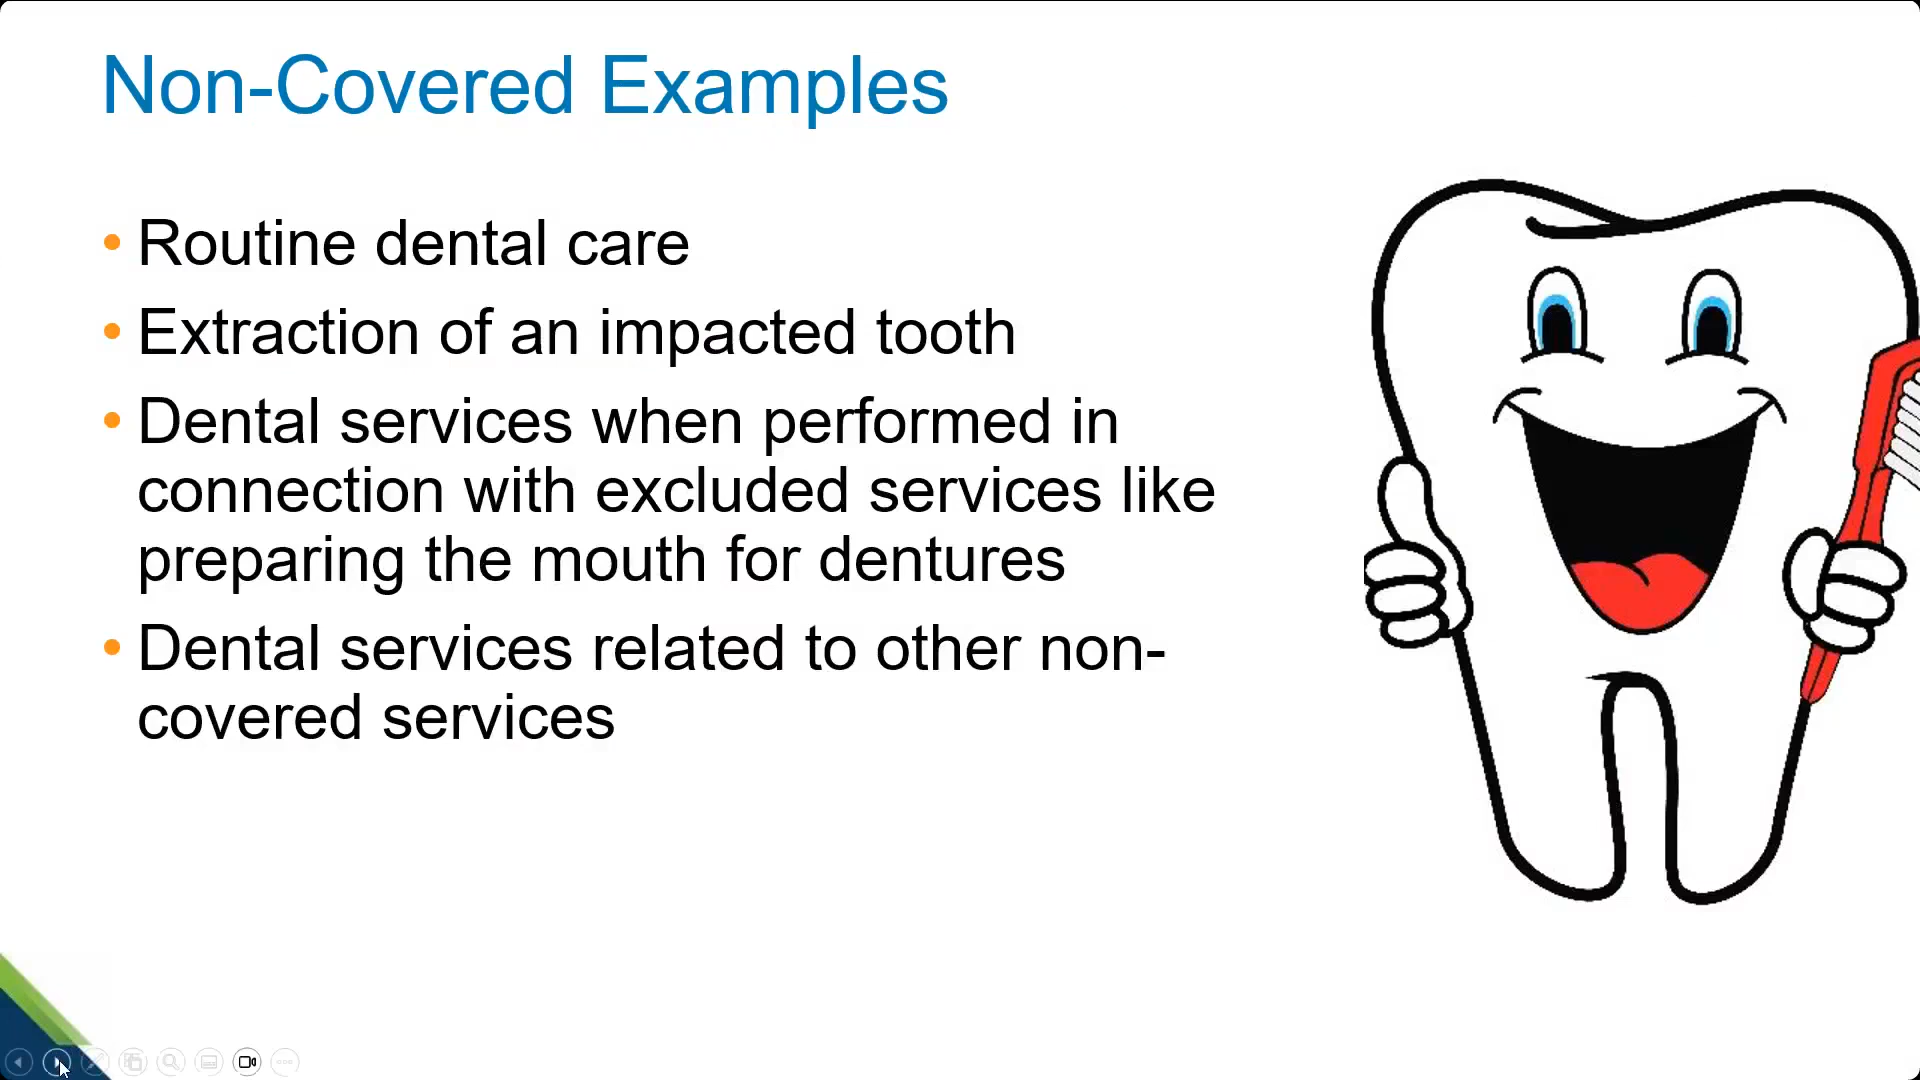 Non-Covered Examples
• Routine dental care
• Extraction of an impacted tooth
• Dental services when performed in
connection with excluded services like
preparing the mouth for dentures
• Dental services related to other non-
covered services